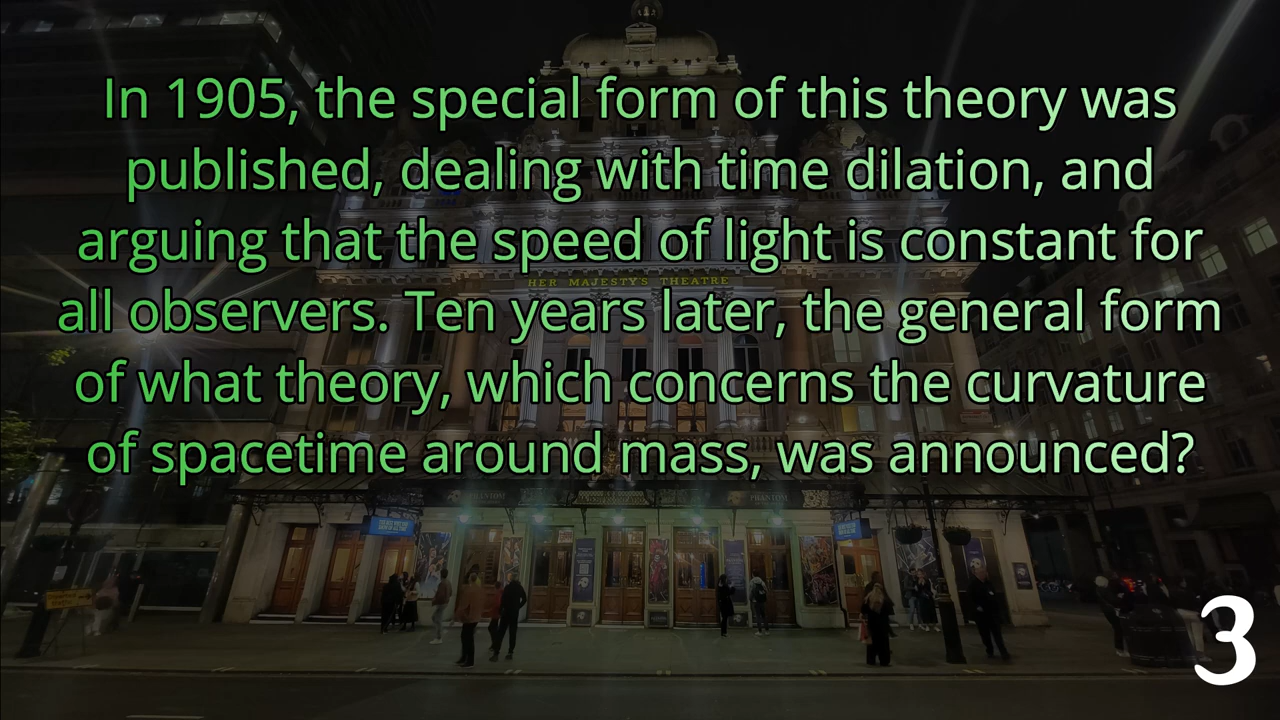 In 1905, the special form of this theory was
published, dealing with time dilation, and
arguing that the speed of light is constant for
HER MAJESTY'S THEATRE
all observers. Ten years later, the general form
of what theory, which concerns the curvature
of spacetime around mass, was announced?
PHANTOM
PHANTOM
3